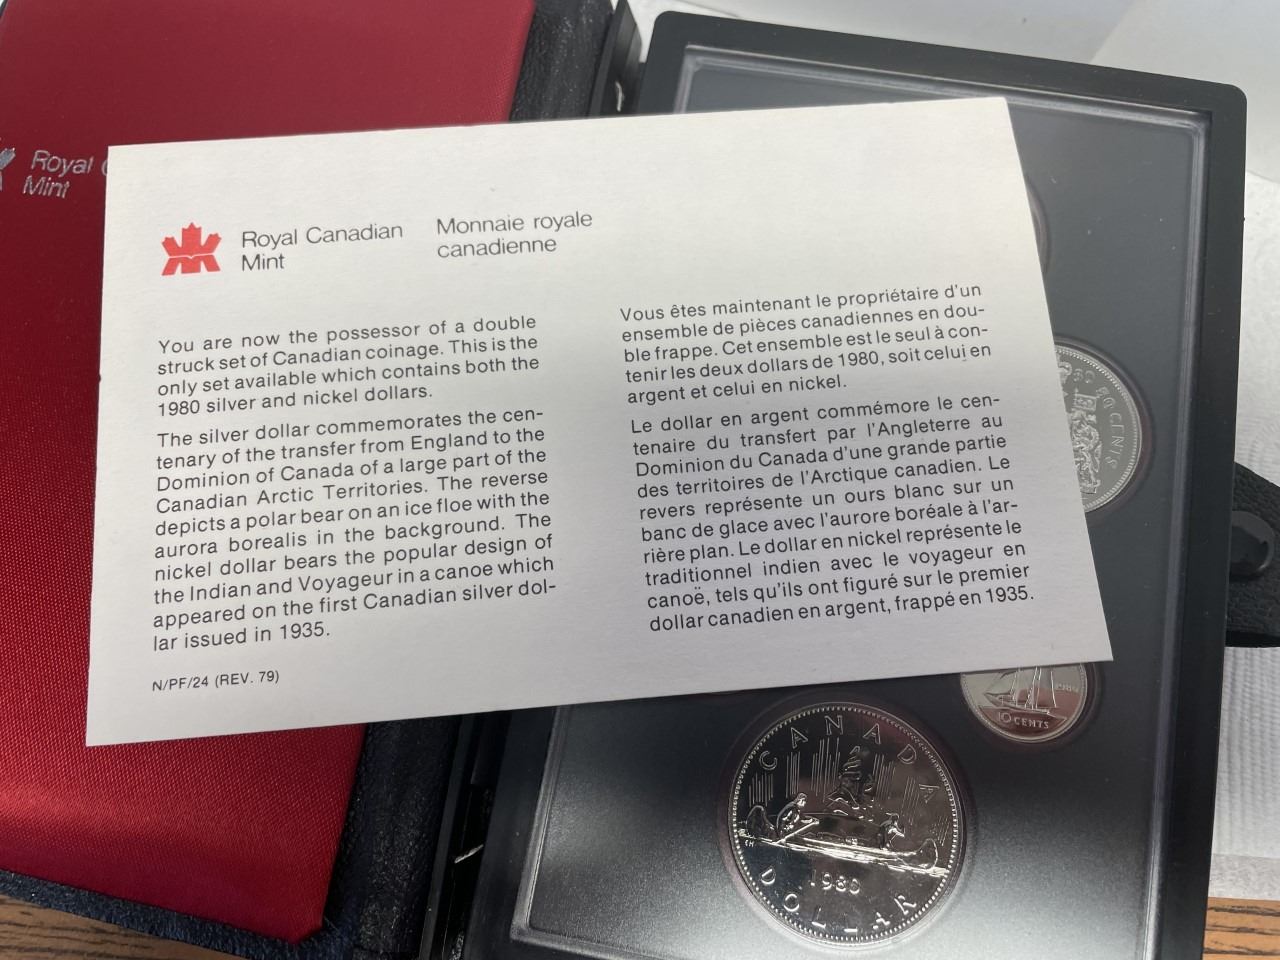 Royal
Mint
Royal Canadian
Mint
Monnaie royale
canadienne
You are now the possessor of a double
struck set of Canadian coinage. This is the
only set available which contains both the
1980 silver and nickel dollars.
The silver dollar commemorates the cen-
tenary of the transfer from England to the
Dominion of Canada of a large part of the
Canadian Arctic Territories. The reverse
depicts a polar bear on an ice floe with the
aurora borealis in the background. The
nickel dollar bears the popular design of
the Indian and Voyageur in a canoe which
appeared on the first Canadian silver dol-
lar issued in 1935.
N/PF/24 (REV. 79)
Vous êtes maintenant le propriétaire d'un
ensemble de pièces canadiennes en dou-
ble frappe. Cet ensemble est le seul à con-
tenir les deux dollars de 1980, soit celui en
argent et celui en nickel.
Le dollar en argent commémore le cen-
tenaire du transfert par l'Angleterre au
Dominion du Canada d'une grande partie
des territoires de l'Arctique canadien. Le
revers représente un ours blanc sur un
banc de glace avec l'aurore boréale à l'ar-
rière plan. Le dollar en nickel représente le
traditionnel indien avec le voyageur en
canoë, tels qu'ils ont figuré sur le premier
dollar canadien en argent, frappé en 1935.
50 CENTS
1980
10 CENTS
CANADA
1980
DOLLAR